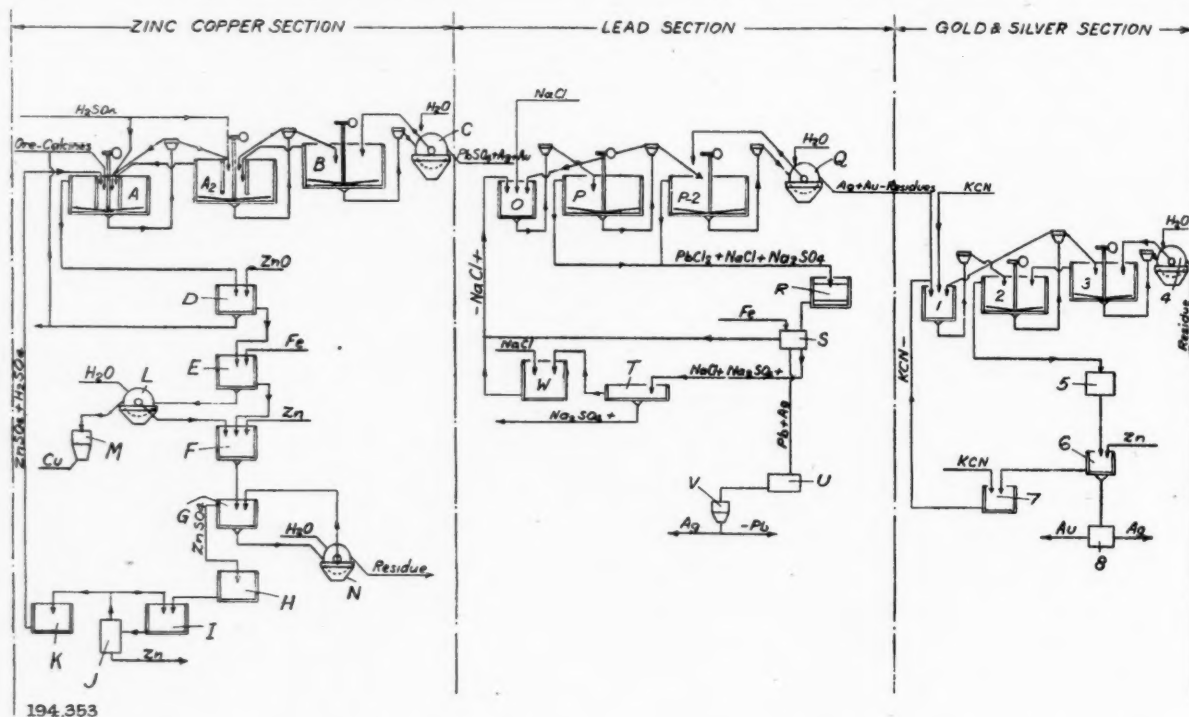 ZINC COPPER SECTION
LEAD SECTION
GOLD & SILVER SECTION
H2SO4
Ore-Calcines
A
A2
B
H2O
C
PbSO4+Ag+Au
NaCl
O
P
P-2
H2O
Q
Ag+Au-Residues
KCN
1
2
3
H2O
4
Residue
ZnO
D
PbCl2+NaCl+Na2SO4
R
-NaCl+
Fe
S
KCN-
5
Fe
E
H2O
L
M
Cu
Zn
F
NaCl
W
T
NaCl+Na2SO4+
Na2SO4+
Pb+Ag
Zn
6
KCN
7
ZnSO4+H2SO4
G
ZnSO4
H2O
N
Residue
V
U
Ag
-Pb
Au
Ag
8
H
I
J
K
Zn
194,353